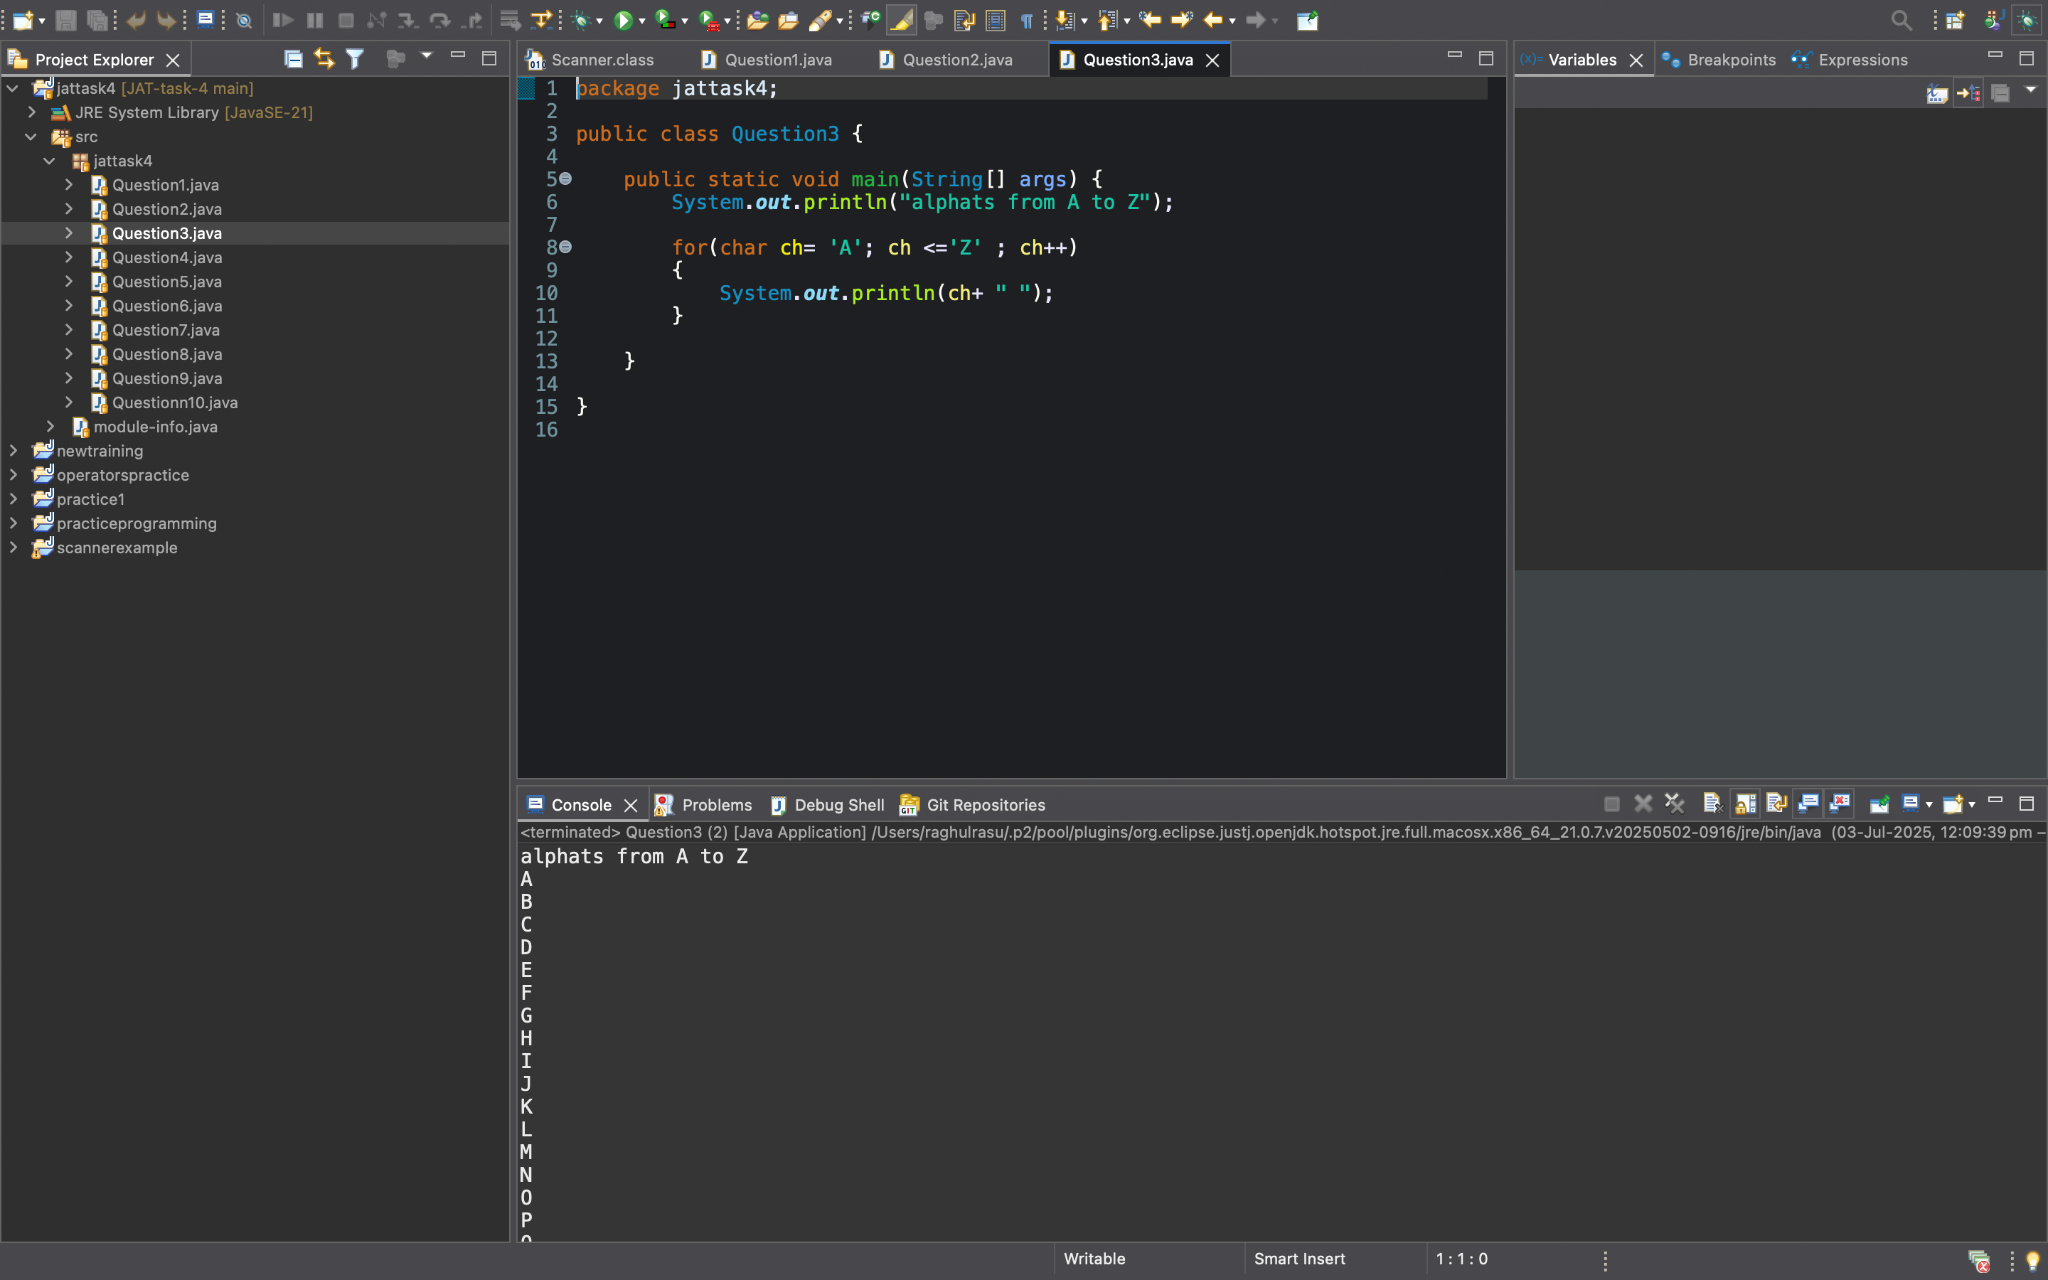 Project Explorer
jattask4 [JAT-task-4 main]
JRE System Library [JavaSE-21]
src
jattask4
Question1.java
Question2.java
Question3.java
Question4.java
Question5.java
Question6.java
Question7.java
Question8.java
Question9.java
Questionn10.java
module-info.java
newtraining
operatorspractice
practice1
practiceprogramming
scannerexample
Scanner.class Question1.java Question2.java Question3.java
1 package jattask4;
2
3 public class Question3 {
4
5 public static void main(String[] args) {
6 System.out.println("alphats from A to Z");
7
8 for(char ch= 'A'; ch <='Z' ; ch++)
9 {
10 System.out.println(ch+ " ");
11 }
12
13 }
14
15 }
16
(x)= Variables Breakpoints Expressions
Console Problems Debug Shell Git Repositories
<terminated> Question3 (2) [Java Application] /Users/raghulrasu/.p2/pool/plugins/org.eclipse.justj.openjdk.hotspot.jre.full.macosx.x86_64_21.0.7.v20250502-0916/jre/bin/java (03-Jul-2025, 12:09:39 pm –
alphats from A to Z
A
B
C
D
E
F
G
H
I
J
K
L
M
N
O
P
Writable Smart Insert 1 : 1 : 0